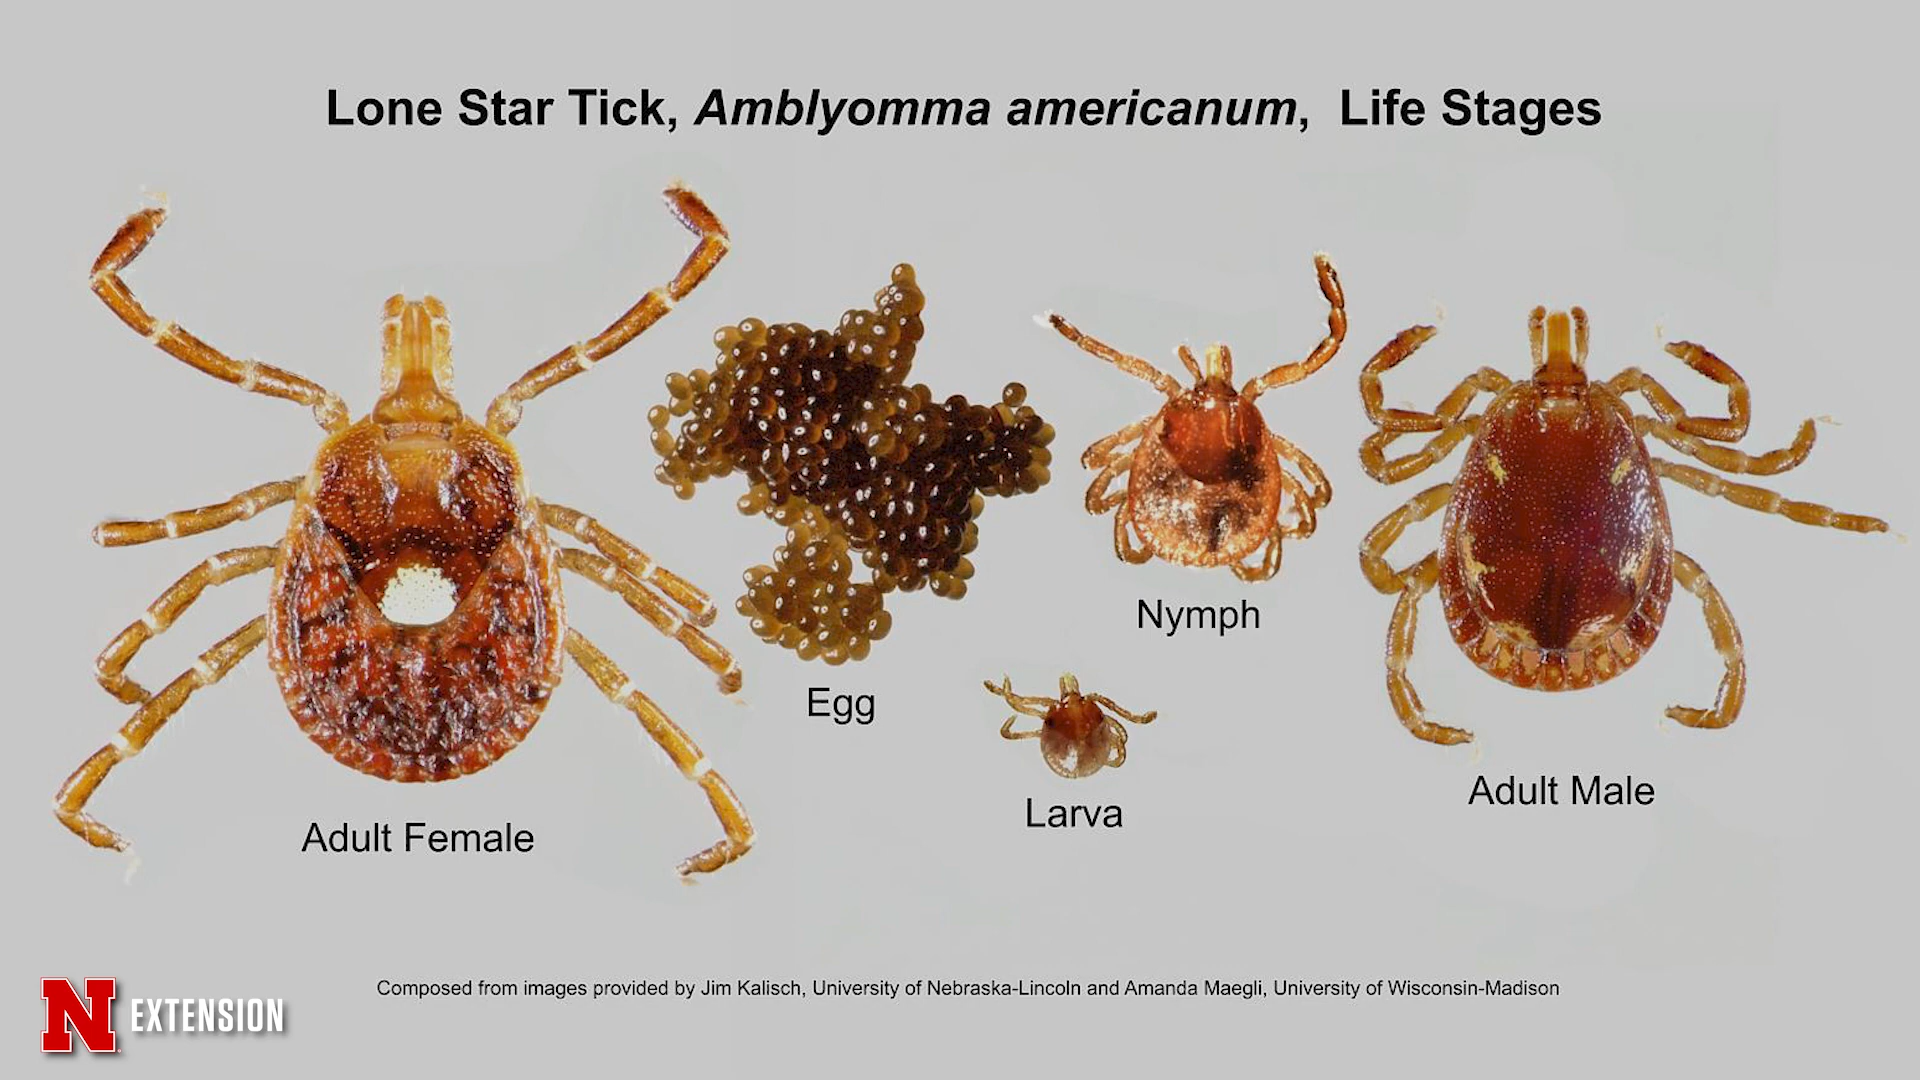 Lone Star Tick, Amblyomma americanum, Life Stages
Adult Female
Egg
Larva
Nymph
Adult Male
Composed from images provided by Jim Kalisch, University of Nebraska-Lincoln and Amanda Maegli, University of Wisconsin-Madison
N EXTENSION